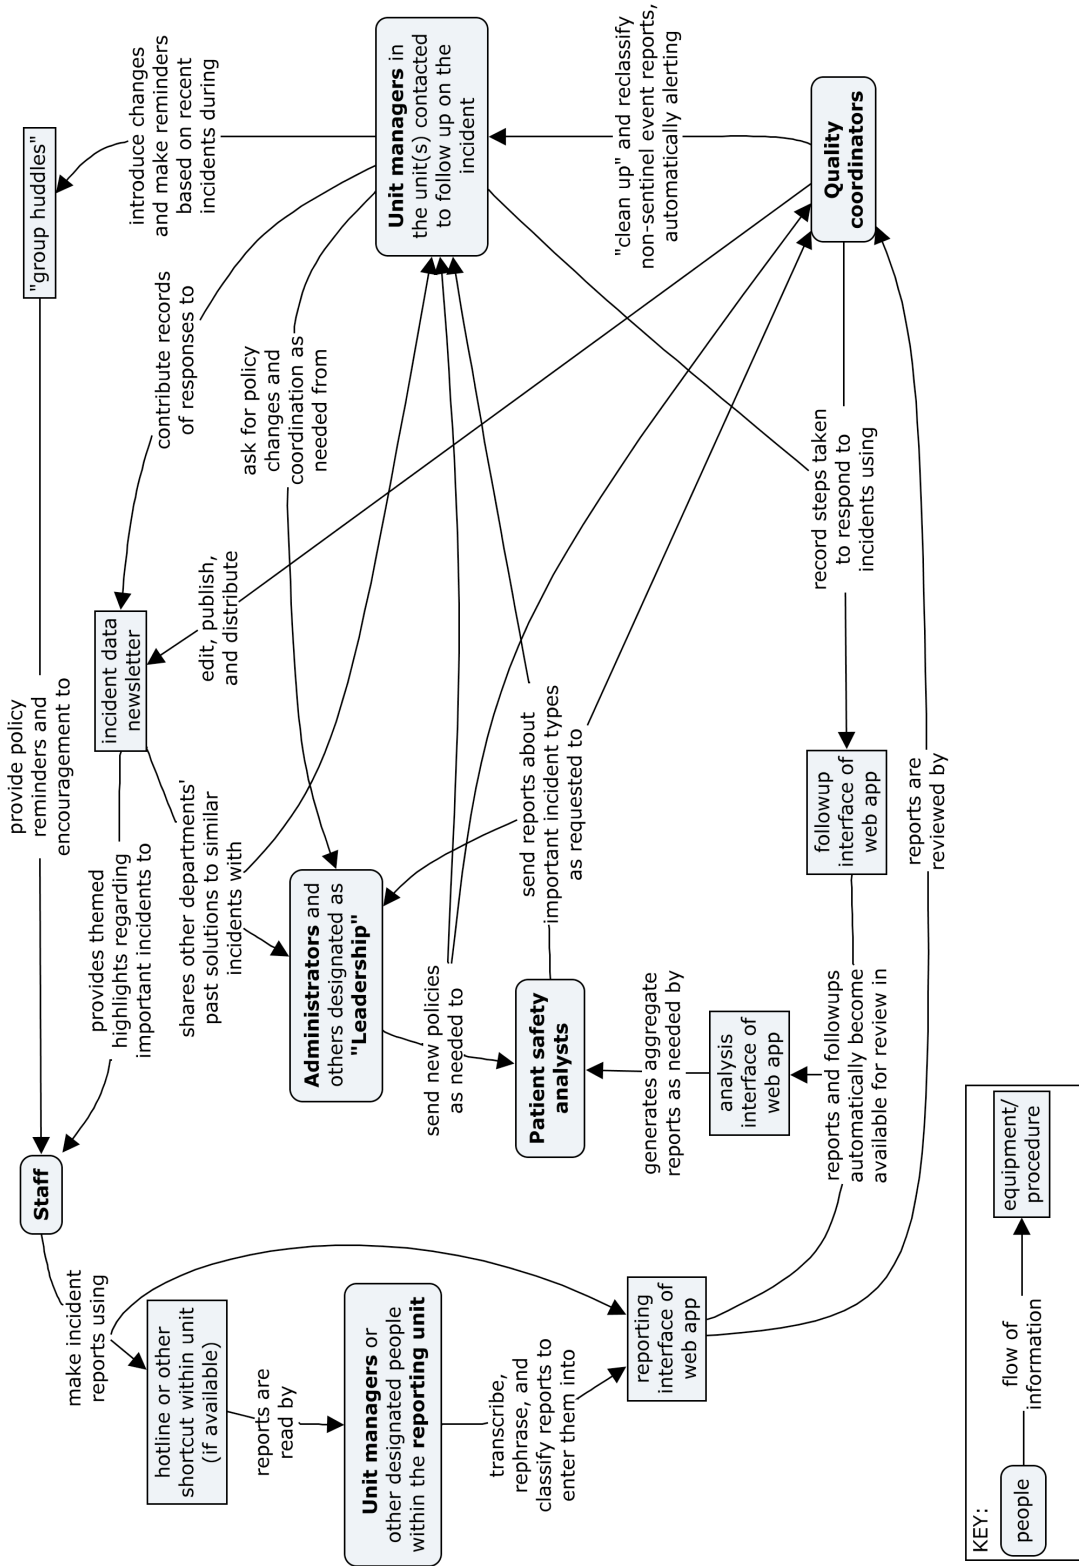 Staff
make incident
reports using
hotline or other
shortcut within unit
(if available)
reports are
read by
Unit managers or
other designated people
within the reporting unit
transcribe,
rephrase, and
classify reports to
enter them into
reporting
interface of
web app
provide policy
reminders and
encouragement to
"group huddles"
introduce changes
and make reminders
based on recent
incidents during
provides themed
highlights regarding
important incidents to
incident data
newsletter
contribute records
of responses to
shares other departments'
past solutions to similar
incidents with
edit, publish,
and distribute
ask for policy
changes and
coordination as
needed from
Administrators and
others designated as
"Leadership"
Unit managers in
the unit(s) contacted
to follow up on the
incident
send new policies
as needed to
Patient safety
analysts
send reports about
important incident types
as requested to
"clean up" and reclassify
non-sentinel event reports,
automatically alerting
generates aggregate
reports as needed by
analysis
interface of
web app
reports and followups
automatically become
available for review in
followup
interface of
web app
record steps taken
to respond to
incidents using
Quality
coordinators
reports are
reviewed by
KEY:
people
flow of
information
equipment/
procedure